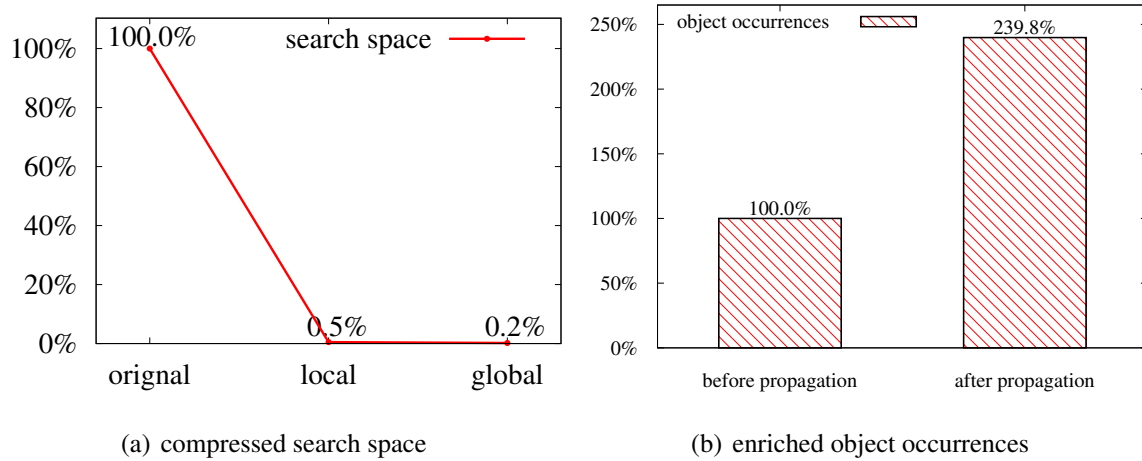 search space
100.0%
100%
80%
60%
40%
20%
0%
0.5%
0.2%
orignal local global
(a) compressed search space
object occurrences
239.8%
250%
200%
150%
100.0%
100%
50%
0%
before propagation after propagation
(b) enriched object occurrences